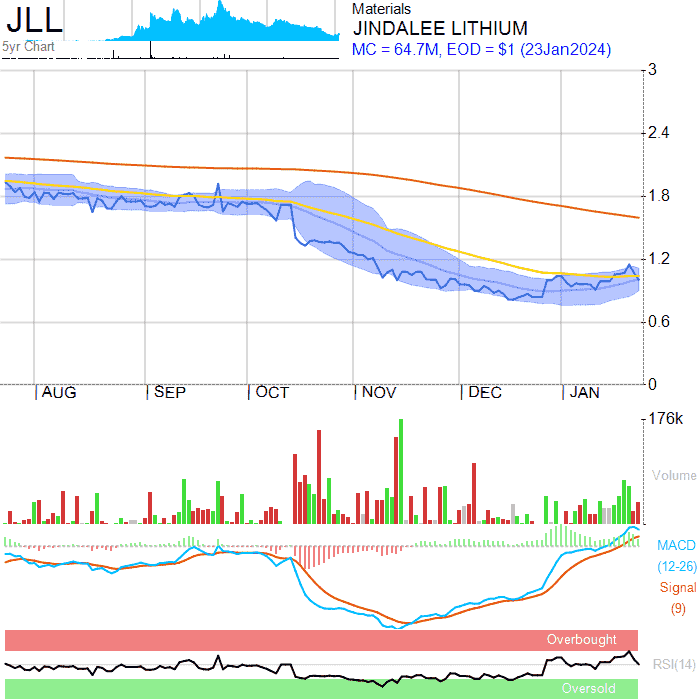 JLL
5yr Chart
Materials
JINDALEE LITHIUM
MC = 64.7M, EOD = $1 (23Jan2024)
3
2.4
1.8
1.2
0.6
0
AUG SEP OCT NOV DEC JAN
176k
Volume
MACD
(12-26)
Signal
(9)
Overbought
RSI(14)
Oversold